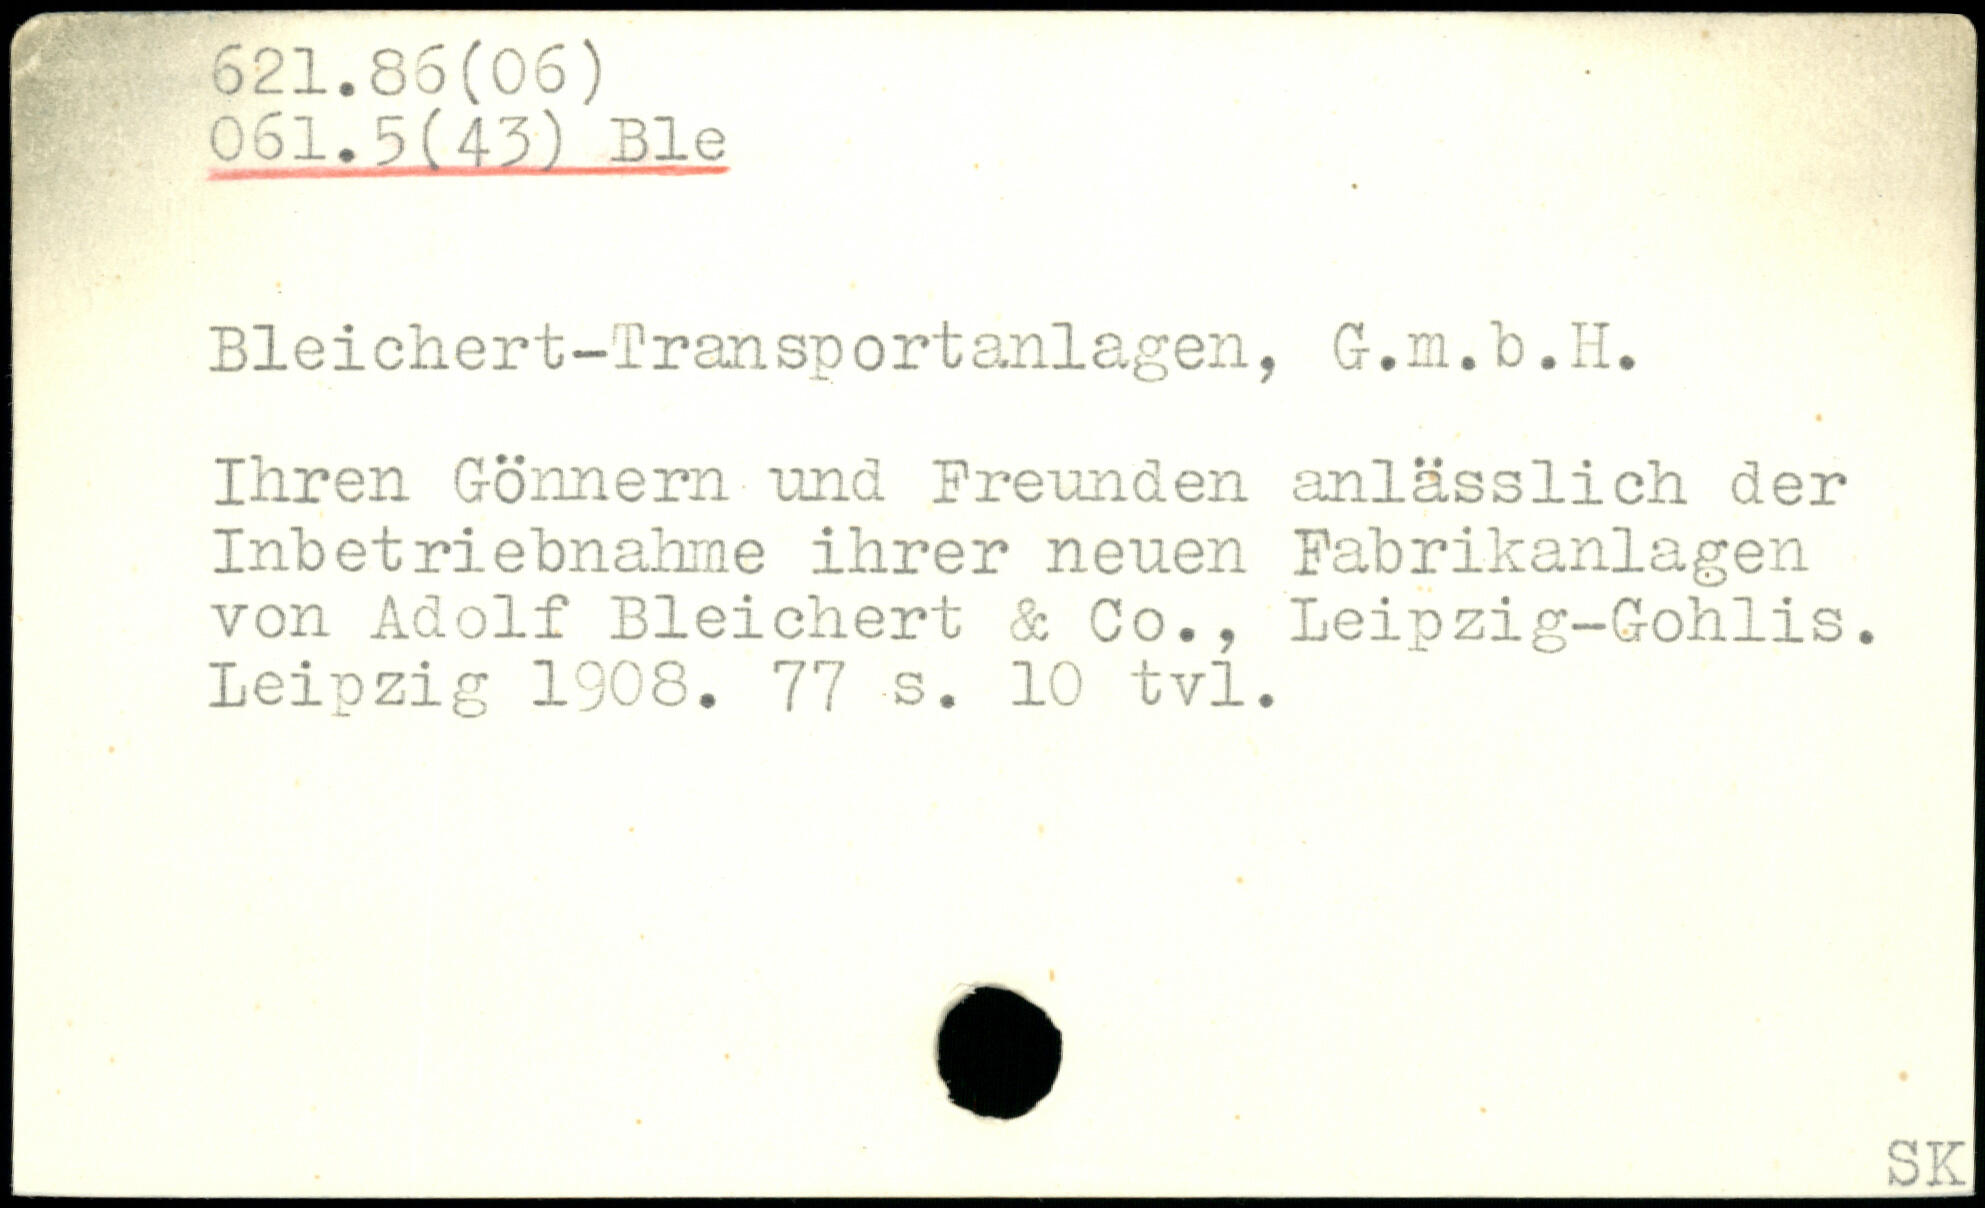 621.86(06)
061.5(43) Ble
Bleichert-Transportanlagen, G.m.b.H.
Ihren Gönnern und Freunden anlässlich der
Inbetriebnahme ihrer neuen Fabrikanlagen
von Adolf Bleichert & Co., Leipzig-Gohlis.
Leipzig 1908. 77 s. 10 tvl.
SK